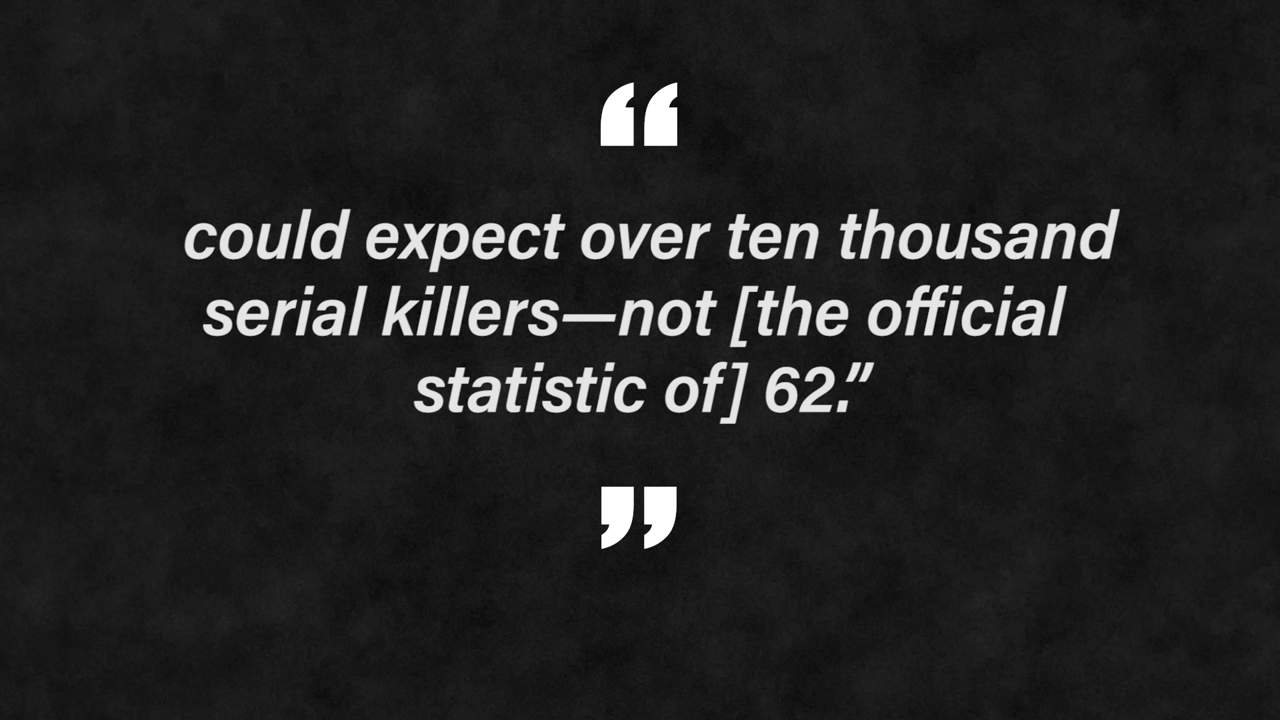 “
could expect over ten thousand
serial killers—not [the official
statistic of] 62.”
”